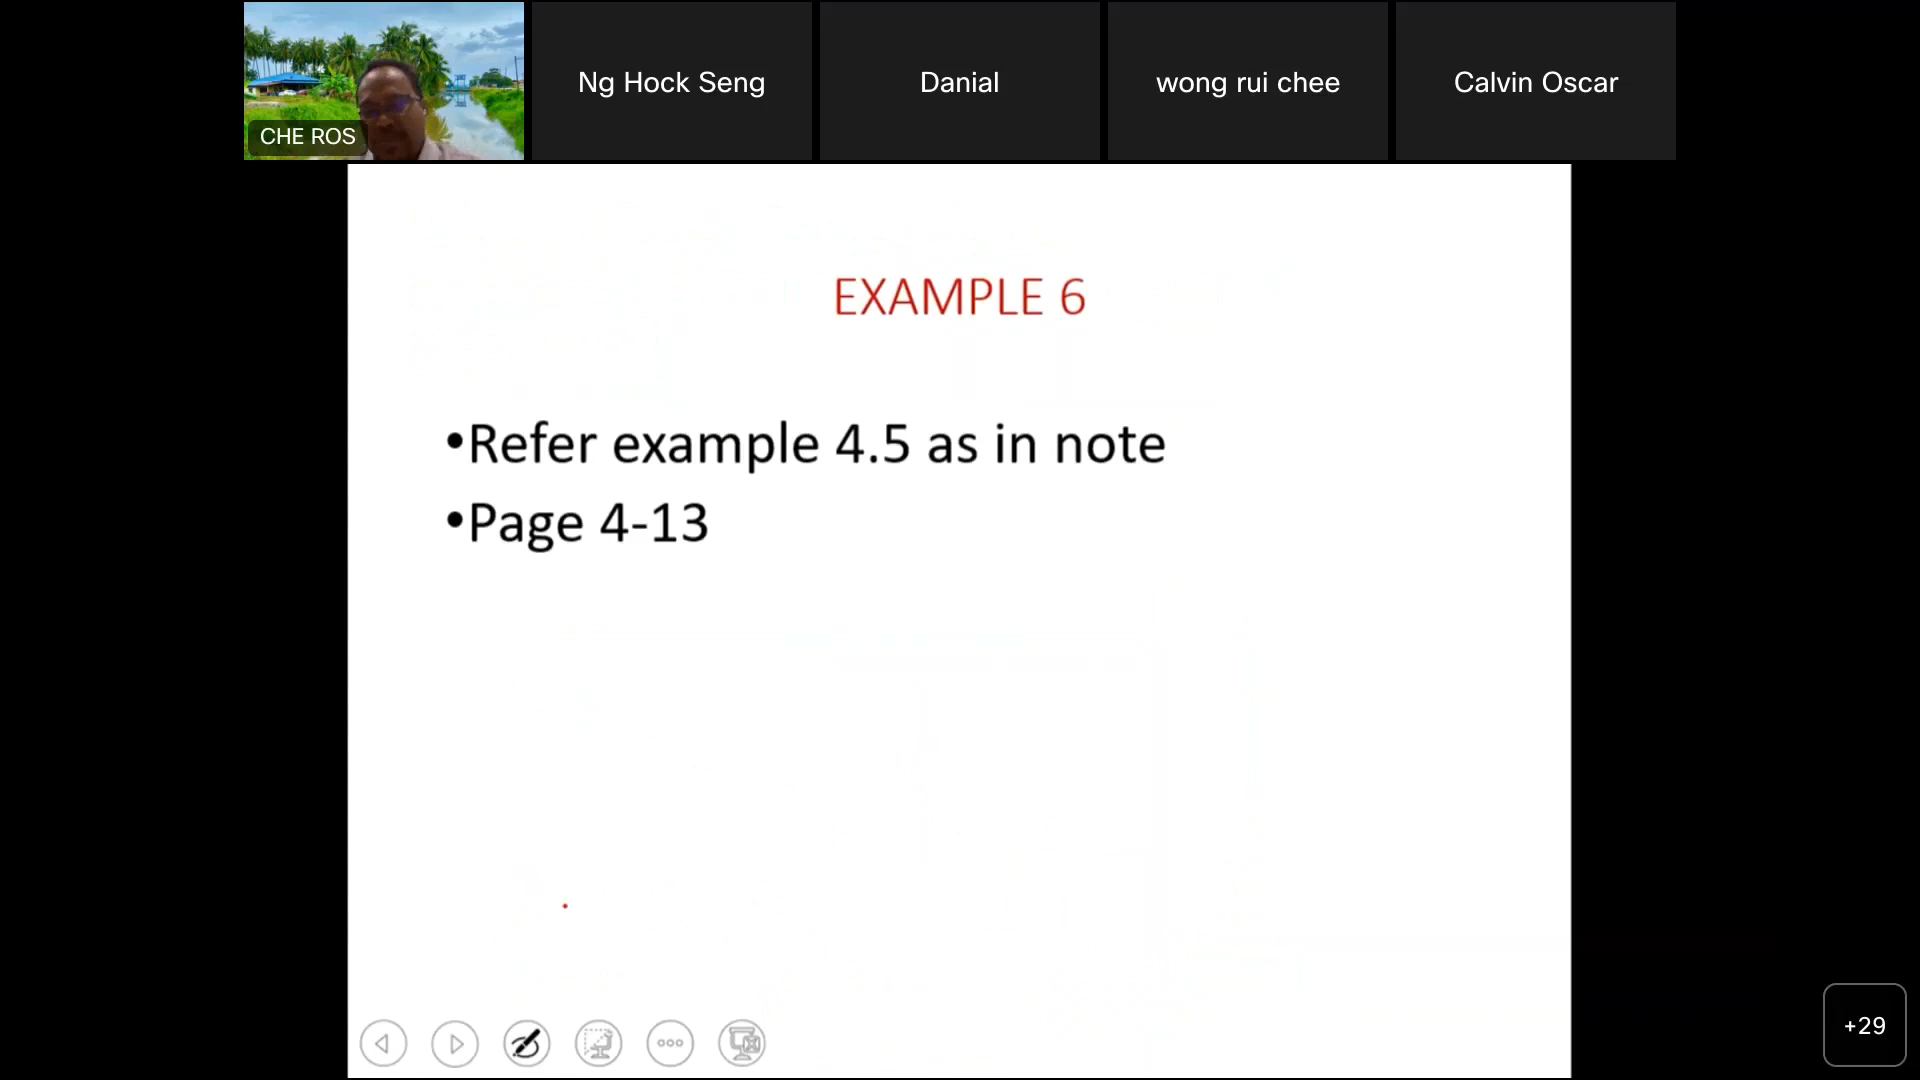 CHE ROS
Ng Hock Seng
Danial
wong rui chee
Calvin Oscar
EXAMPLE 6
•Refer example 4.5 as in note
•Page 4-13
+29